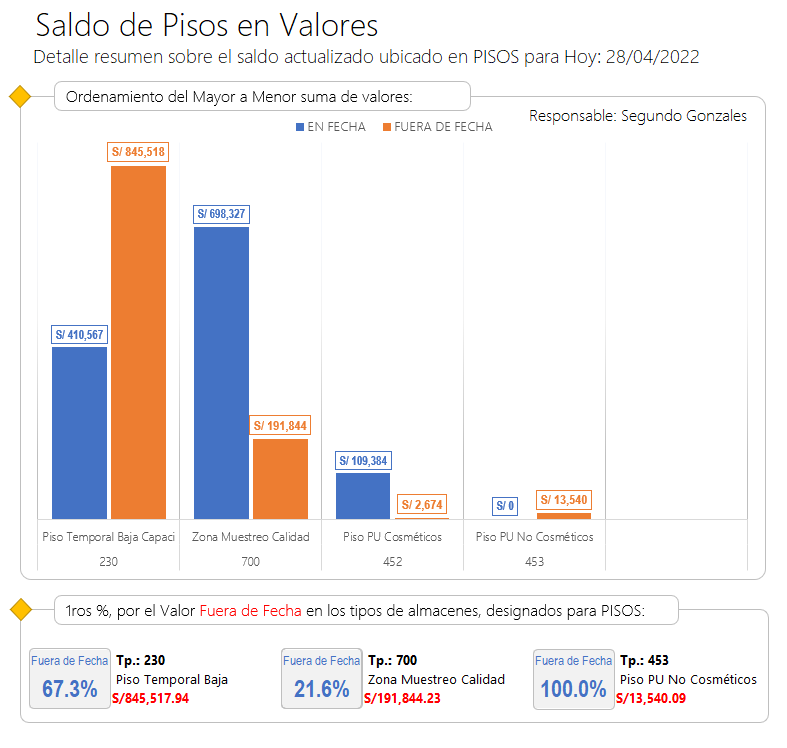 Saldo de Pisos en Valores
Detalle resumen sobre el saldo actualizado ubicado en PISOS para Hoy: 28/04/2022
Ordenamiento del Mayor a Menor suma de valores:
Responsable: Segundo Gonzales
EN FECHA FUERA DE FECHA
S/ 845,518
S/ 698,327
S/ 410,567
S/ 191,844
S/ 109,384
S/ 2,674
S/ 0
S/ 13,540
Piso Temporal Baja Capaci Zona Muestreo Calidad Piso PU Cosméticos Piso PU No Cosméticos
230 700 452 453
1ros %, por el Valor Fuera de Fecha en los tipos de almacenes, designados para PISOS:
Fuera de Fecha
67.3%
Tp.: 230
Piso Temporal Baja
S/845,517.94
Fuera de Fecha
21.6%
Tp.: 700
Zona Muestreo Calidad
S/191,844.23
Fuera de Fecha
100.0%
Tp.: 453
Piso PU No Cosméticos
S/13,540.09